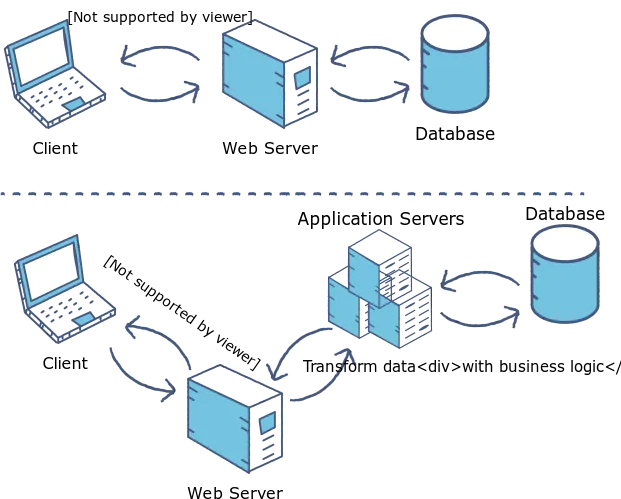 [Not supported by viewer]
Client
Web Server
Database
Application Servers
Database
[Not supported by viewer]
Client
Transform data<div>with business logic</
Web Server